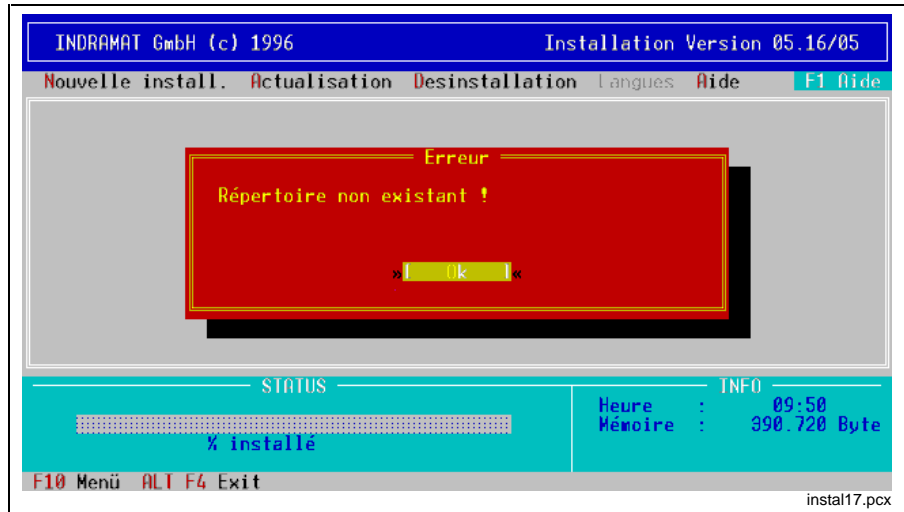 INDRAMAT GmbH (c) 1996 Installation Version 05.16/05
Nouvelle install. Actualisation Desinstallation Langues Aide F1 Aide
Erreur
Répertoire non existant !
» Ok «
STATUS
INFO
Heure : 09:50
Mémoire : 390.720 Byte
% installé
F10 Menü ALT F4 Exit
instal17.pcx